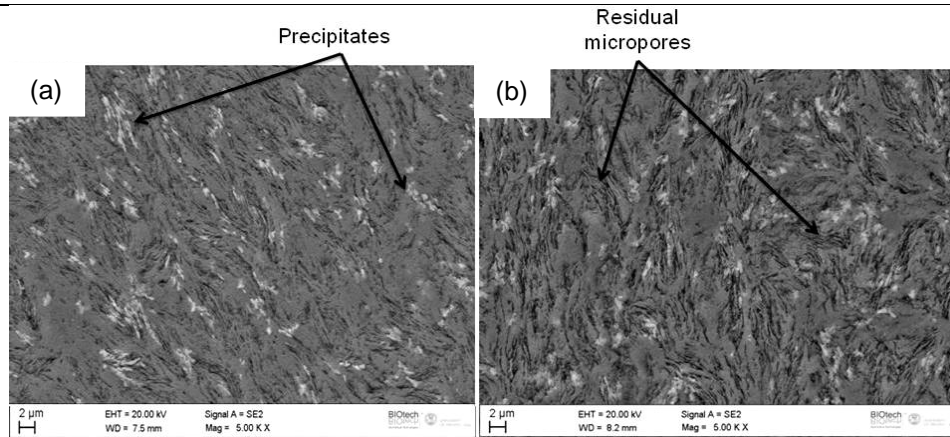 Precipitates
Residual
micropores
(a)
(b)
2 µm
EHT = 20.00 kV
Signal A = SE2
WD = 7.5 mm
Mag = 5.00 K X
BIOtech
2 µm
EHT = 20.00 kV
Signal A = SE2
WD = 8.2 mm
Mag = 5.00 K X
BIOtech